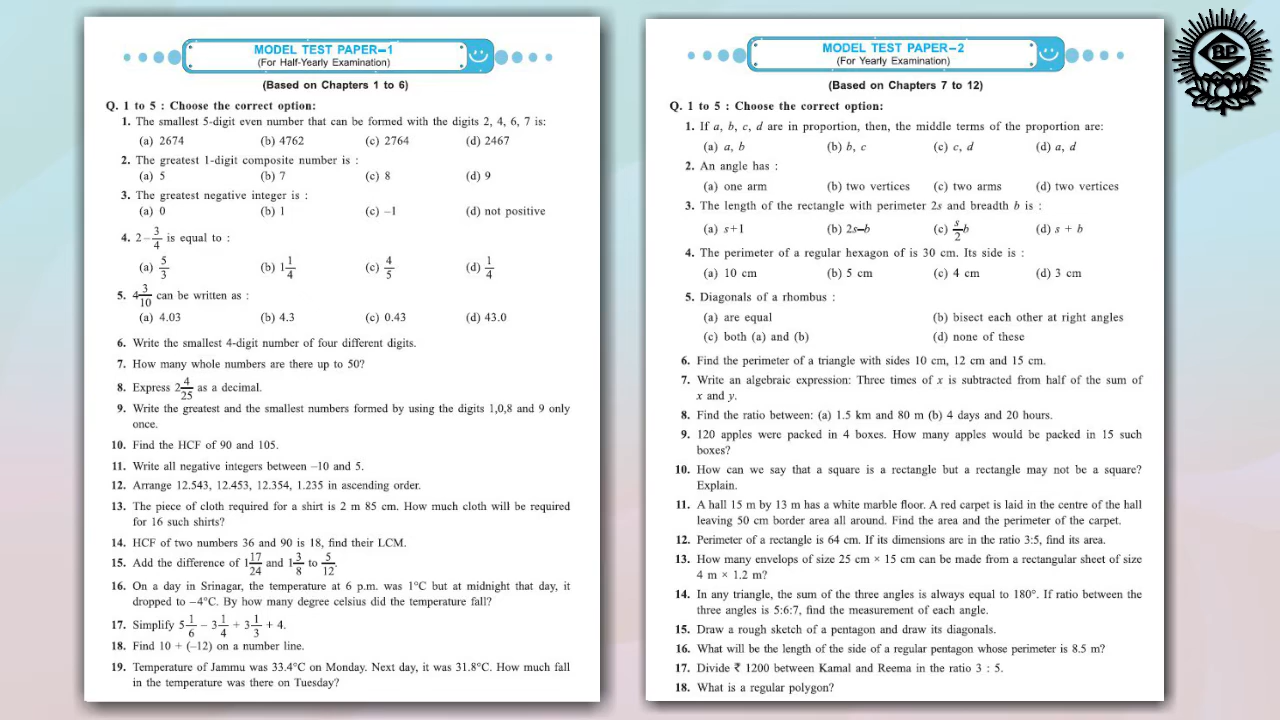 MODEL TEST PAPER–1
(For Half-Yearly Examination)
(Based on Chapters 1 to 6)
Q. 1 to 5 : Choose the correct option:
1. The smallest 5-digit even number that can be formed with the digits 2, 4, 6, 7 is:
(a) 2674 (b) 4762 (c) 2764 (d) 2467
2. The greatest 1-digit composite number is :
(a) 5 (b) 7 (c) 8 (d) 9
3. The greatest negative integer is :
(a) 0 (b) 1 (c) –1 (d) not positive
4. 2 – 3/4 is equal to :
(a) 5/3 (b) 1 1/4 (c) 4/5 (d) 1/4
5. 4 3/10 can be written as :
(a) 4.03 (b) 4.3 (c) 0.43 (d) 43.0
6. Write the smallest 4-digit number of four different digits.
7. How many whole numbers are there up to 50?
8. Express 2 4/25 as a decimal.
9. Write the greatest and the smallest numbers formed by using the digits 1,0,8 and 9 only
once.
10. Find the HCF of 90 and 105.
11. Write all negative integers between –10 and 5.
12. Arrange 12.543, 12.453, 12.354, 1.235 in ascending order.
13. The piece of cloth required for a shirt is 2 m 85 cm. How much cloth will be required
for 16 such shirts?
14. HCF of two numbers 36 and 90 is 18, find their LCM.
15. Add the difference of 1 17/24 and 1 3/8 to 5/12.
16. On a day in Srinagar, the temperature at 6 p.m. was 1°C but at midnight that day, it
dropped to –4°C. By how many degree celsius did the temperature fall?
17. Simplify 5 1/6 – 3 1/4 + 3 1/3 + 4.
18. Find 10 + (–12) on a number line.
19. Temperature of Jammu was 33.4°C on Monday. Next day, it was 31.8°C. How much fall
in the temperature was there on Tuesday?
MODEL TEST PAPER–2
(For Yearly Examination)
(Based on Chapters 7 to 12)
Q. 1 to 5 : Choose the correct option:
1. If a, b, c, d are in proportion, then, the middle terms of the proportion are:
(a) a, b (b) b, c (c) c, d (d) a, d
2. An angle has :
(a) one arm (b) two vertices (c) two arms (d) two vertices
3. The length of the rectangle with perimeter 2s and breadth b is :
(a) s+1 (b) 2s–b (c) s/2–b (d) s + b
4. The perimeter of a regular hexagon of is 30 cm. Its side is :
(a) 10 cm (b) 5 cm (c) 4 cm (d) 3 cm
5. Diagonals of a rhombus :
(a) are equal (b) bisect each other at right angles
(c) both (a) and (b) (d) none of these
6. Find the perimeter of a triangle with sides 10 cm, 12 cm and 15 cm.
7. Write an algebraic expression: Three times of x is subtracted from half of the sum of
x and y.
8. Find the ratio between: (a) 1.5 km and 80 m (b) 4 days and 20 hours.
9. 120 apples were packed in 4 boxes. How many apples would be packed in 15 such
boxes?
10. How can we say that a square is a rectangle but a rectangle may not be a square?
Explain.
11. A hall 15 m by 13 m has a white marble floor. A red carpet is laid in the centre of the hall
leaving 50 cm border area all around. Find the area and the perimeter of the carpet.
12. Perimeter of a rectangle is 64 cm. If its dimensions are in the ratio 3:5, find its area.
13. How many envelops of size 25 cm × 15 cm can be made from a rectangular sheet of size
4 m × 1.2 m?
14. In any triangle, the sum of the three angles is always equal to 180°. If ratio between the
three angles is 5:6:7, find the measurement of each angle.
15. Draw a rough sketch of a pentagon and draw its diagonals.
16. What will be the length of the side of a regular pentagon whose perimeter is 8.5 m?
17. Divide ₹ 1200 between Kamal and Reema in the ratio 3 : 5.
18. What is a regular polygon?
BP